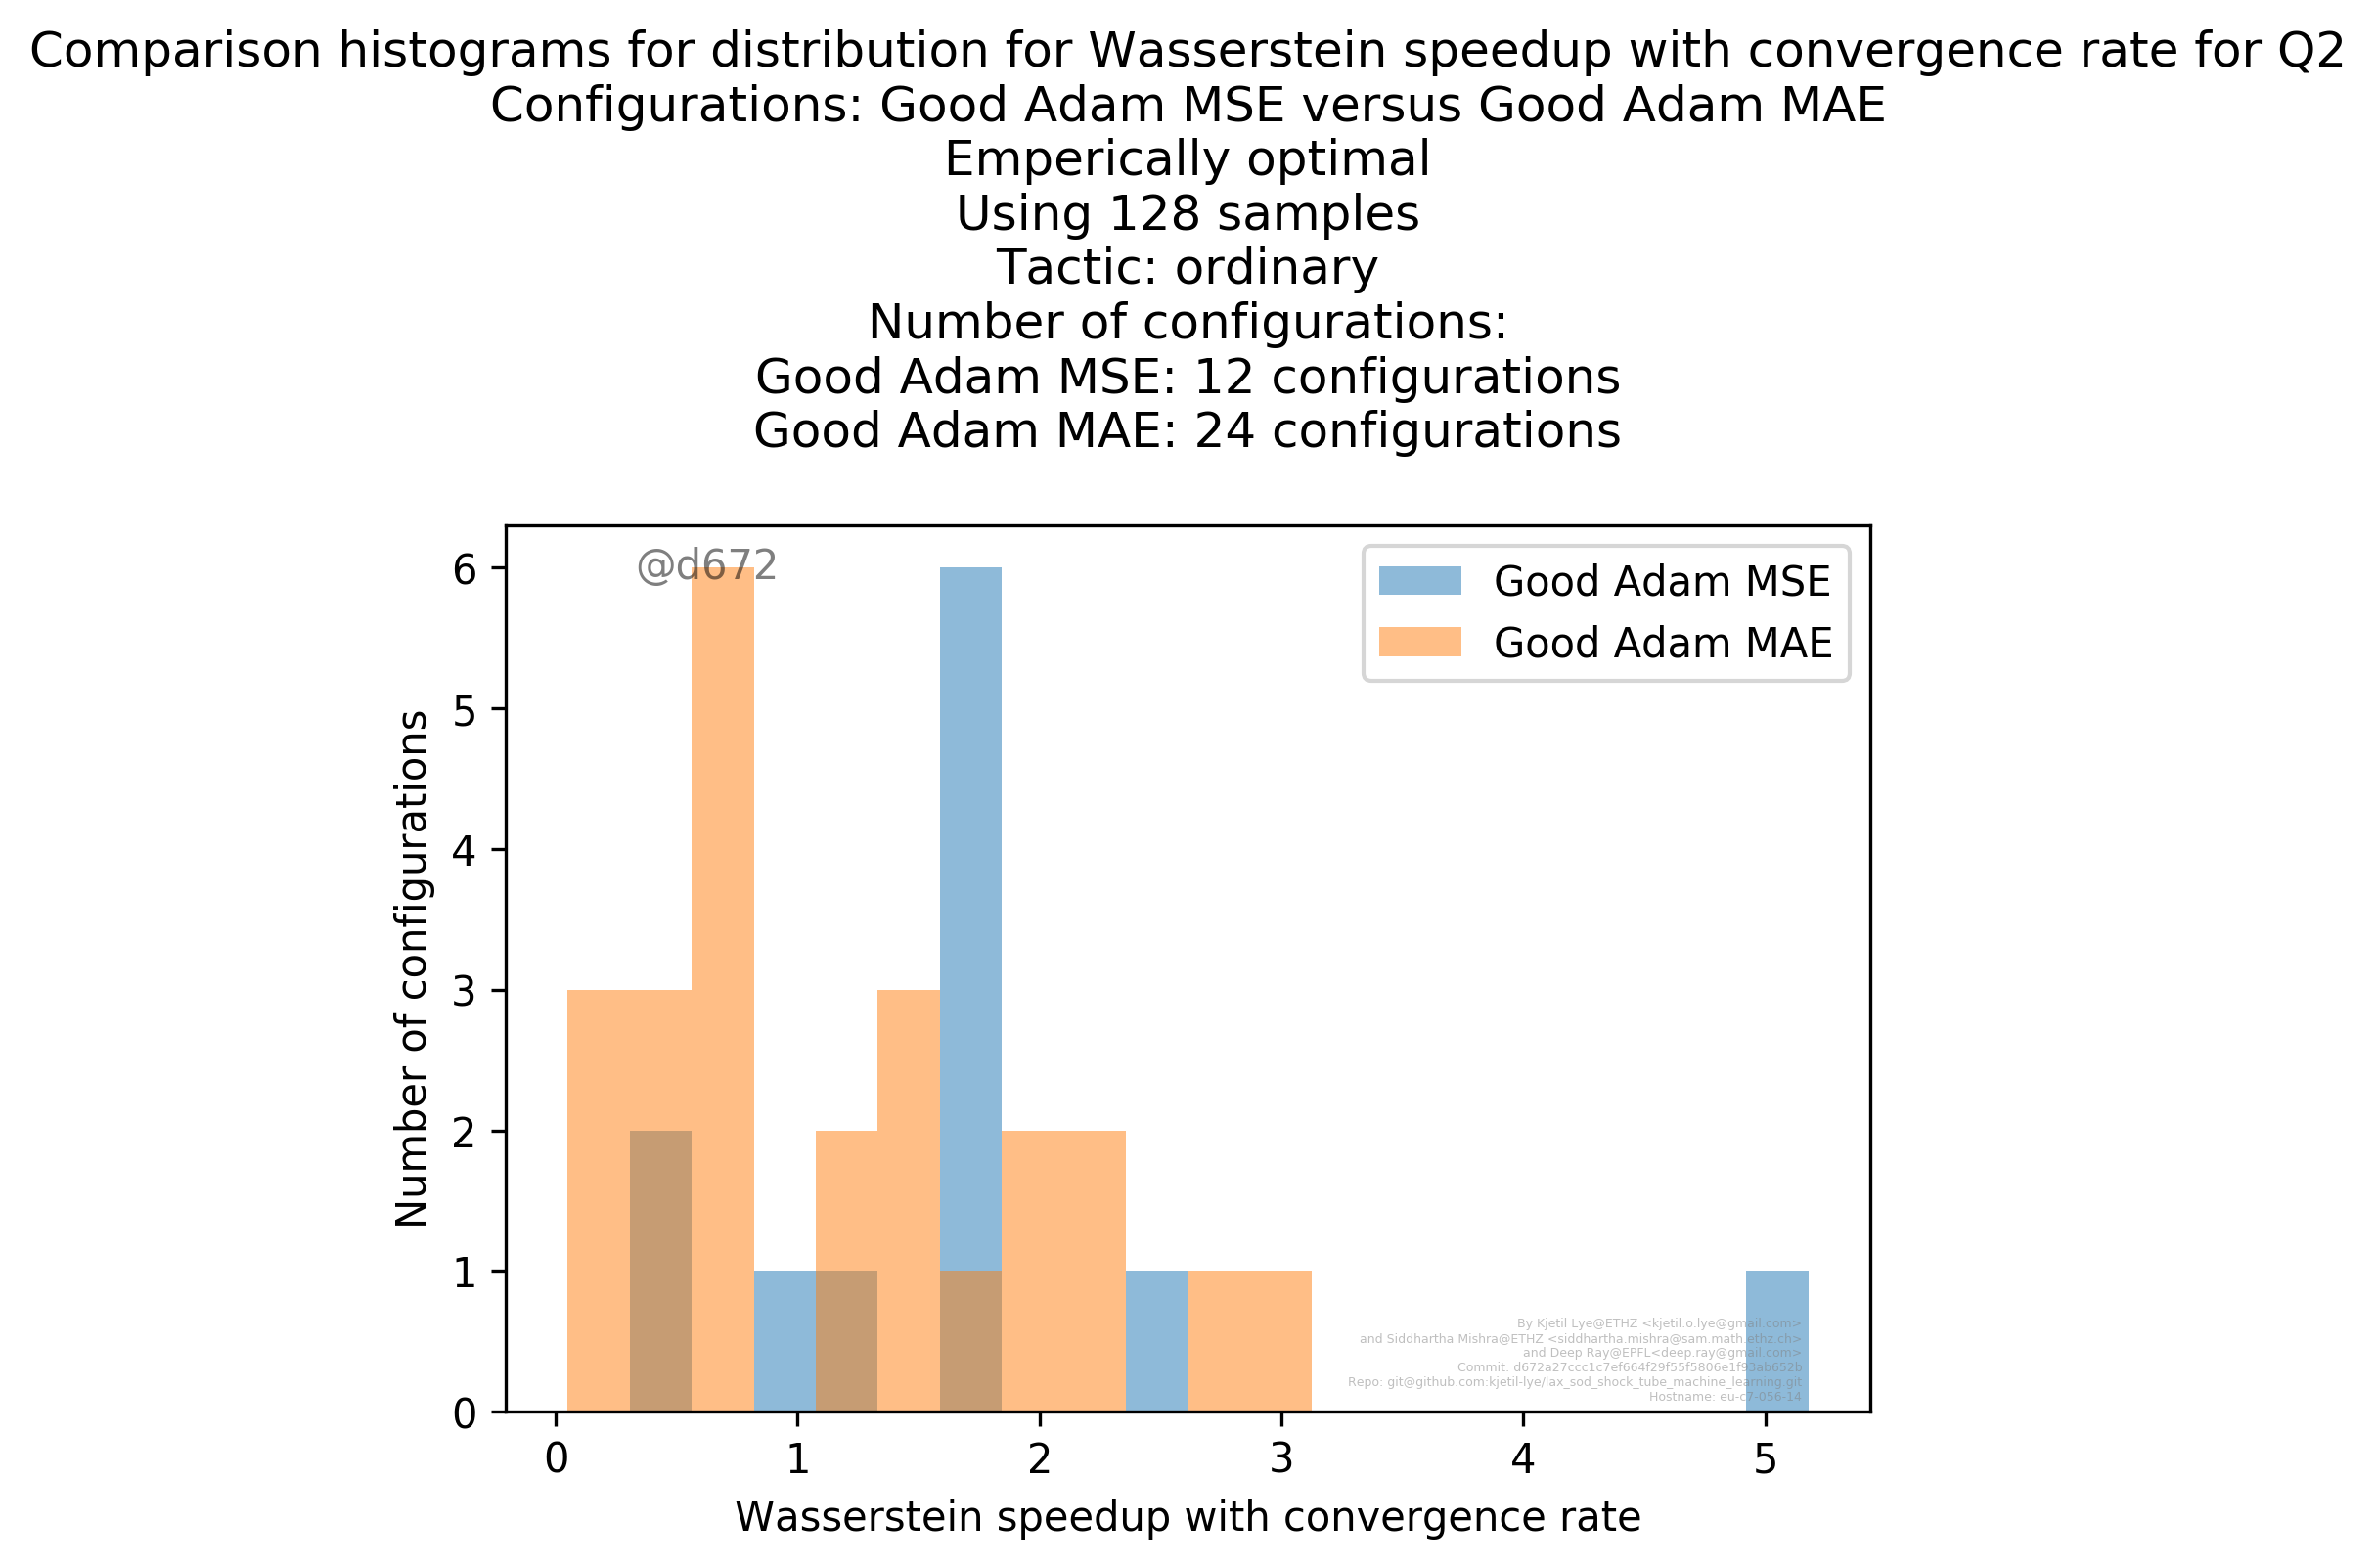 Comparison histograms for distribution for Wasserstein speedup with convergence rate for Q2
Configurations: Good Adam MSE versus Good Adam MAE
Emperically optimal
Using 128 samples
Tactic: ordinary
Number of configurations:
Good Adam MSE: 12 configurations
Good Adam MAE: 24 configurations
@d672
Good Adam MSE
Good Adam MAE
Number of configurations
6
5
4
3
2
1
0
By Kjetil Lye@ETHZ <kjetil.o.lye@gmail.com>
and Siddhartha Mishra@ETHZ <siddhartha.mishra@sam.math.ethz.ch>
and Deep Ray@EPFL<deep.ray@gmail.com>
Commit: d672a27ccc1c7ef664f29f55f5806e1f93ab652b
Repo: git@github.com:kjetil-lye/lax_sod_shock_tube_machine_learning.git
Hostname: eu-c7-056-14
0 1 2 3 4 5
Wasserstein speedup with convergence rate